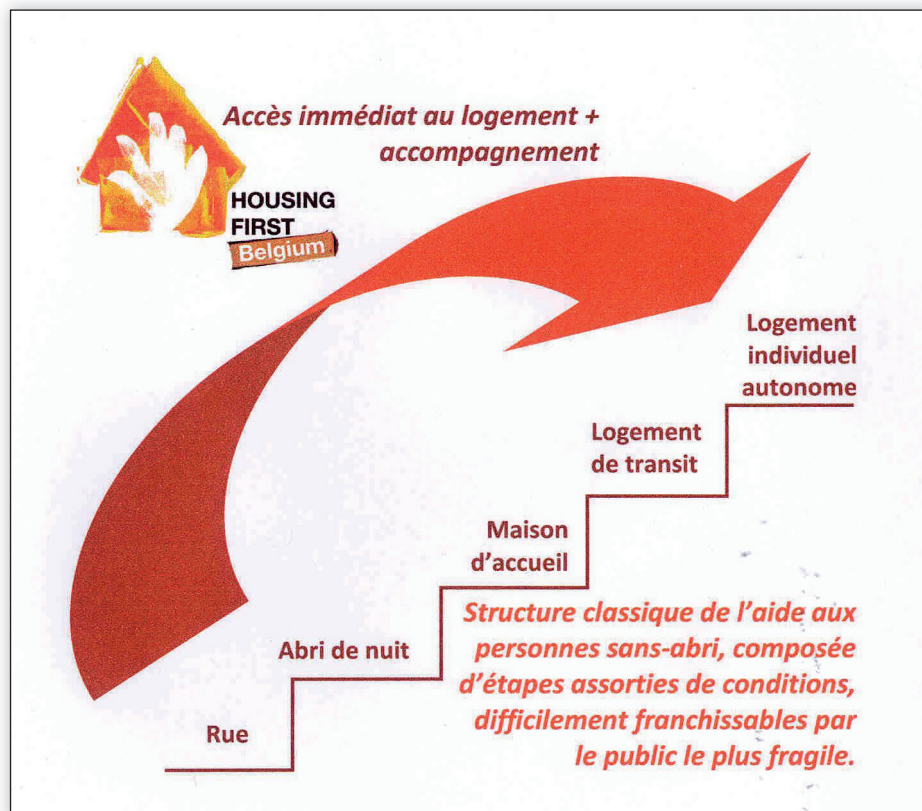 Accès immédiat au logement +
accompagnement
HOUSING
FIRST
Belgium
Logement
individuel
autonome
Logement
de transit
Maison
d’accueil
Abri de nuit
Rue
Structure classique de l’aide aux
personnes sans-abri, composée
d’étapes assorties de conditions,
difficilement franchissables par
le public le plus fragile.